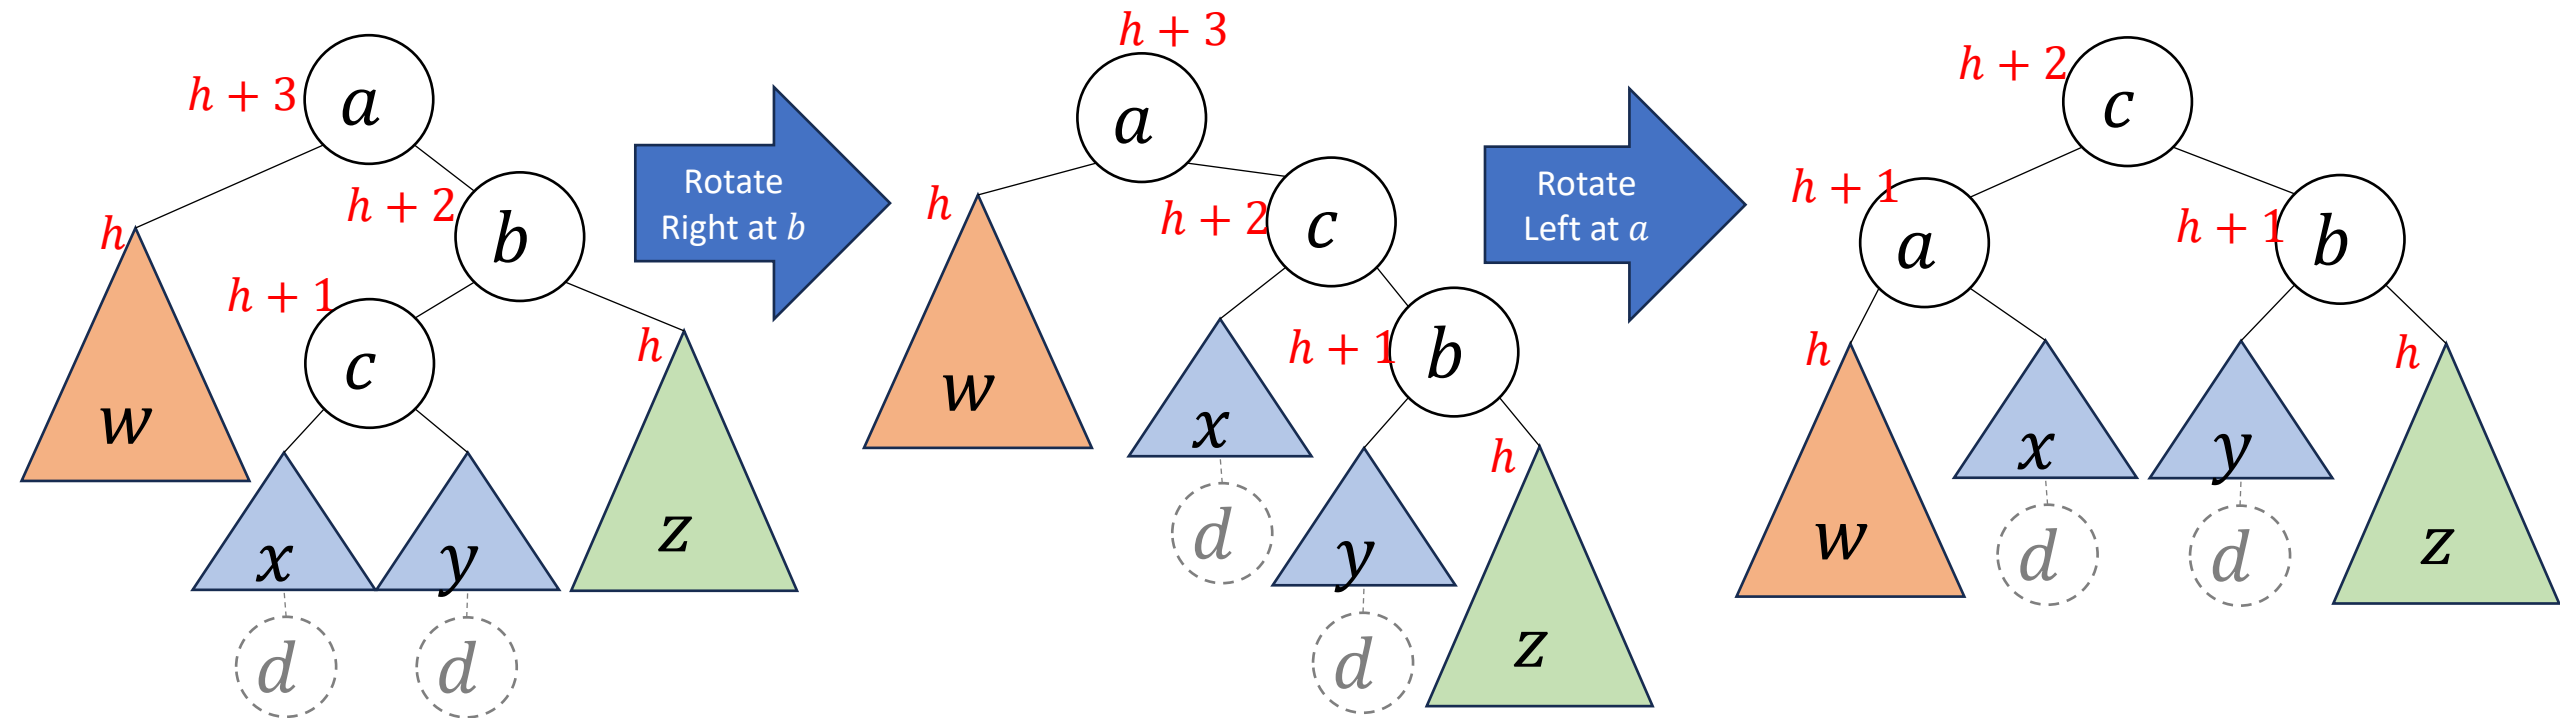 h + 3
a
h
h + 2
b
h + 1
c
h
w
x
y
z
d
d
Rotate
Right at b
h + 3
a
h
h + 2
c
w
x
h + 1
b
h
d
y
z
d
Rotate
Left at a
h + 2
c
h + 1
a
h + 1
b
h
h
w
x
y
z
d
d